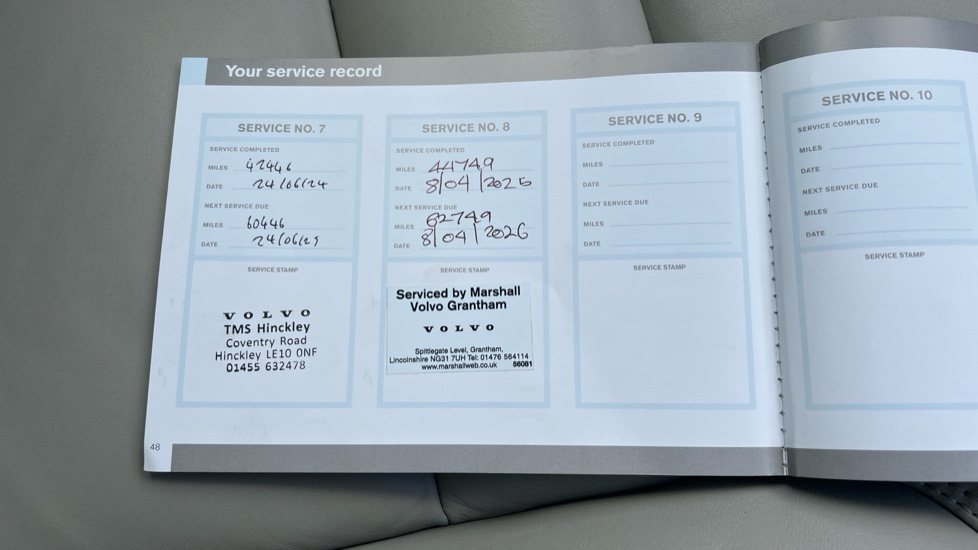 Your service record
SERVICE NO. 7
SERVICE COMPLETED
MILES 42446
DATE 24/06/24
NEXT SERVICE DUE
MILES 60446
DATE 24/06/25
SERVICE STAMP
VOLVO
TMS Hinckley
Coventry Road
Hinckley LE10 0NF
01455 632478
SERVICE NO. 8
SERVICE COMPLETED
MILES 44749
DATE 8/04/2025
NEXT SERVICE DUE
MILES 62749
DATE 8/04/2026
SERVICE STAMP
Serviced by Marshall
Volvo Grantham
VOLVO
Spittlegate Level, Grantham,
Lincolnshire NG31 7UH Tel: 01476 564114
www.marshallweb.co.uk 56081
SERVICE NO. 9
SERVICE COMPLETED
MILES
DATE
NEXT SERVICE DUE
MILES
DATE
SERVICE STAMP
SERVICE NO. 10
SERVICE COMPLETED
MILES
DATE
NEXT SERVICE DUE
MILES
DATE
SERVICE STAMP
48